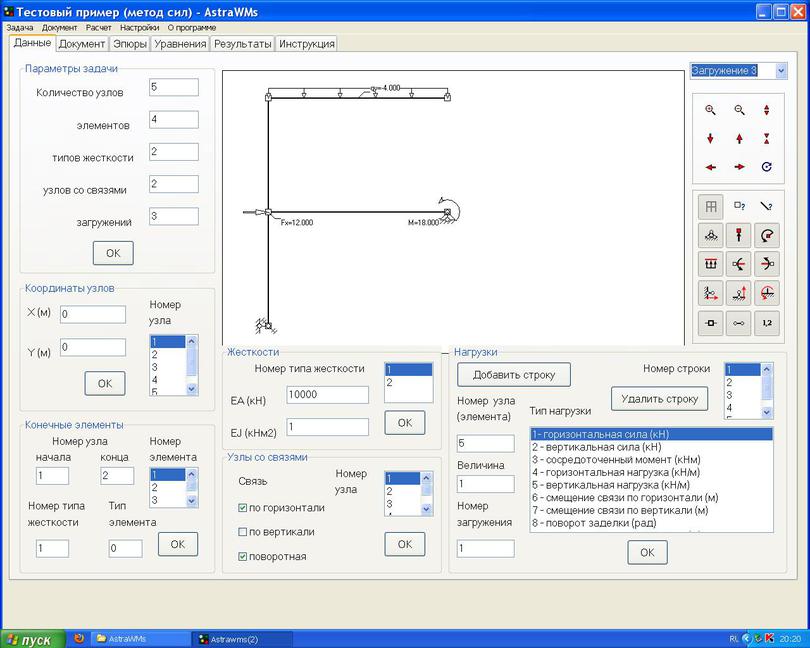 Тестовый пример (метод сил) - AstraWMs
Задача Документ Расчет Настройки О программе
Данные Документ Эпюры Уравнения Результаты Инструкция
Параметры задачи
Количество узлов 5
элементов 4
типов жесткости 2
узлов со связями 2
загружений 3
ОК
Координаты узлов
X (м) 0
Y (м) 0
Номер
узла
1
2
3
4
5
ОК
Конечные элементы
Номер узла
начала конца
1 2
Номер
элемента
1
2
3
Номер типа
жесткости
1
Тип
элемента
0
ОК
qy=-4.000
Fx=12.000
M=18.000
Жесткости
Номер типа жесткости
1
2
EA (кН) 10000
EJ (кНм2) 1
ОК
Узлы со связями
Связь
по горизонтали
по вертикали
поворотная
Номер
узла
1
2
3
ОК
Загружение 3
1,2
Нагрузки
Добавить строку
Номер строки
1
2
3
4
Удалить строку
Номер узла
(элемента)
5
Величина
1
Номер
загружения
1
Тип нагрузки
1 - горизонтальная сила (кН)
2 - вертикальная сила (кН)
3 - сосредоточенный момент (кНм)
4 - горизонтальная нагрузка (кН/м)
5 - вертикальная нагрузка (кН/м)
6 - смещение связи по горизонтали (м)
7 - смещение связи по вертикали (м)
8 - поворот заделки (рад)
ОК
пуск
AstraWMs
Astrawms(2)
RL
20:20